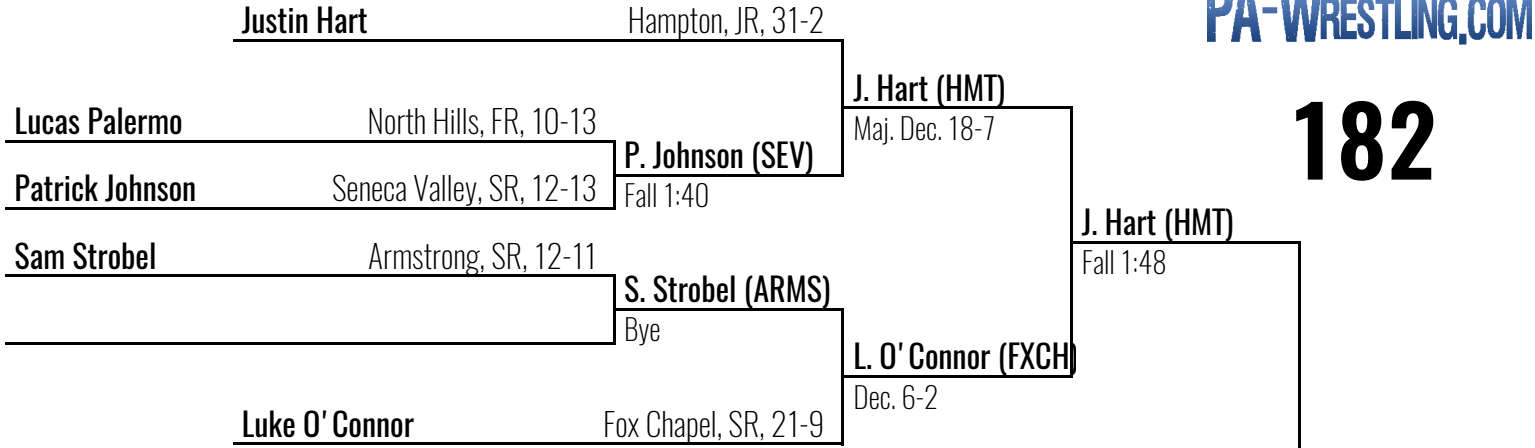 PA-WRESTLING.COM
Justin Hart Hampton, JR, 31-2
J. Hart (HMT)
Maj. Dec. 18-7
182
Lucas Palermo North Hills, FR, 10-13
P. Johnson (SEV)
Fall 1:40
Patrick Johnson Seneca Valley, SR, 12-13
J. Hart (HMT)
Fall 1:48
Sam Strobel Armstrong, SR, 12-11
S. Strobel (ARMS)
Bye
L. O'Connor (FXCH)
Dec. 6-2
Luke O'Connor Fox Chapel, SR, 21-9